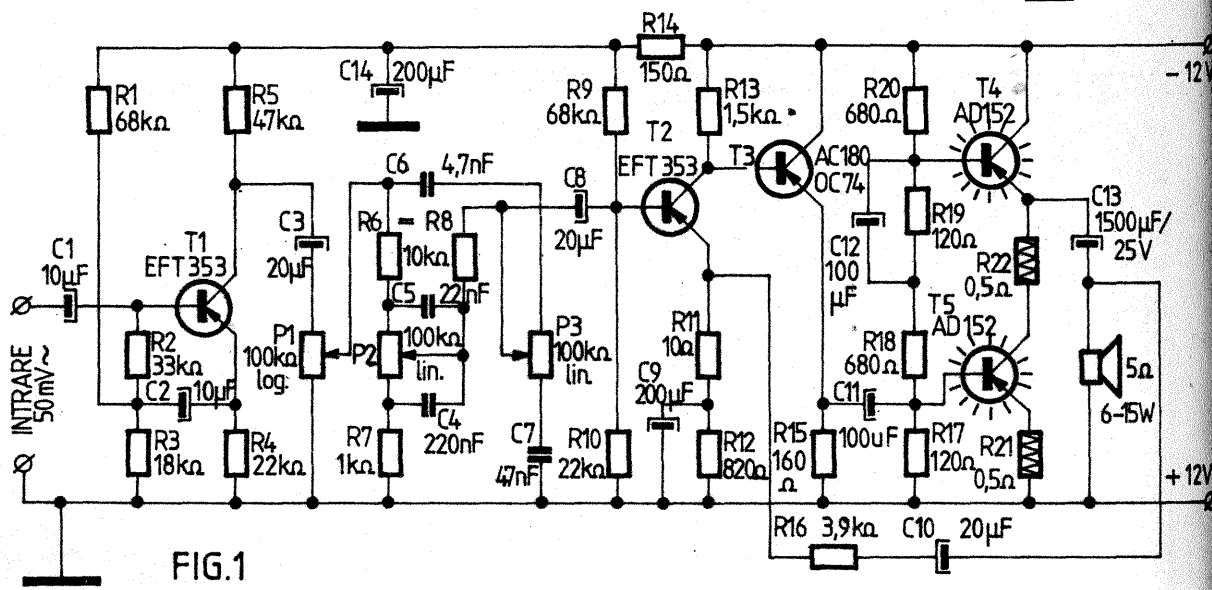 R14
150Ω
- 12V
C14
200µF
R1
68kΩ
R5
47kΩ
R9
68kΩ
R13
1,5kΩ
R20
680Ω
T4
AD152
T2
EFT 353
T3
AC180
OC74
C6
4,7nF
C8
20µF
R6 = R8
10kΩ
C5
22nF
C3
20µF
C1
10µF
T1
EFT 353
R19
120Ω
C12
100
µF
C13
1500µF/
25V
R22
0,5Ω
T5
AD152
R2
33kΩ
C2
10µF
P1
100kΩ
log.
P2
100kΩ
lin.
P3
100kΩ
lin.
R11
10Ω
R18
680Ω
C9
200µF
C11
100uF
5Ω
6-15W
INTRARE
50mV~
R3
18kΩ
R4
22kΩ
R7
1kΩ
C4
220nF
C7
47nF
R10
22kΩ
R12
820Ω
R15
160
Ω
R17
120Ω
R21
0,5Ω
+ 12V
R16
3,9kΩ
C10
20µF
FIG.1